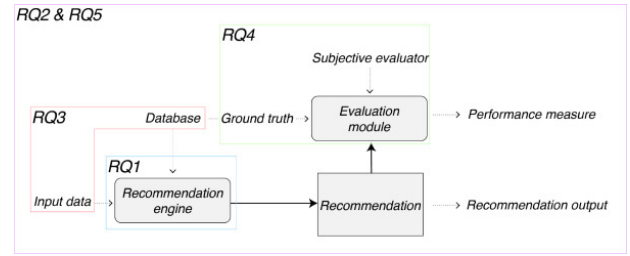 RQ2 & RQ5
RQ4
Subjective evaluator
RQ3
Database
Ground truth
Evaluation
module
Performance measure
RQ1
Input data
Recommendation
engine
Recommendation
Recommendation output